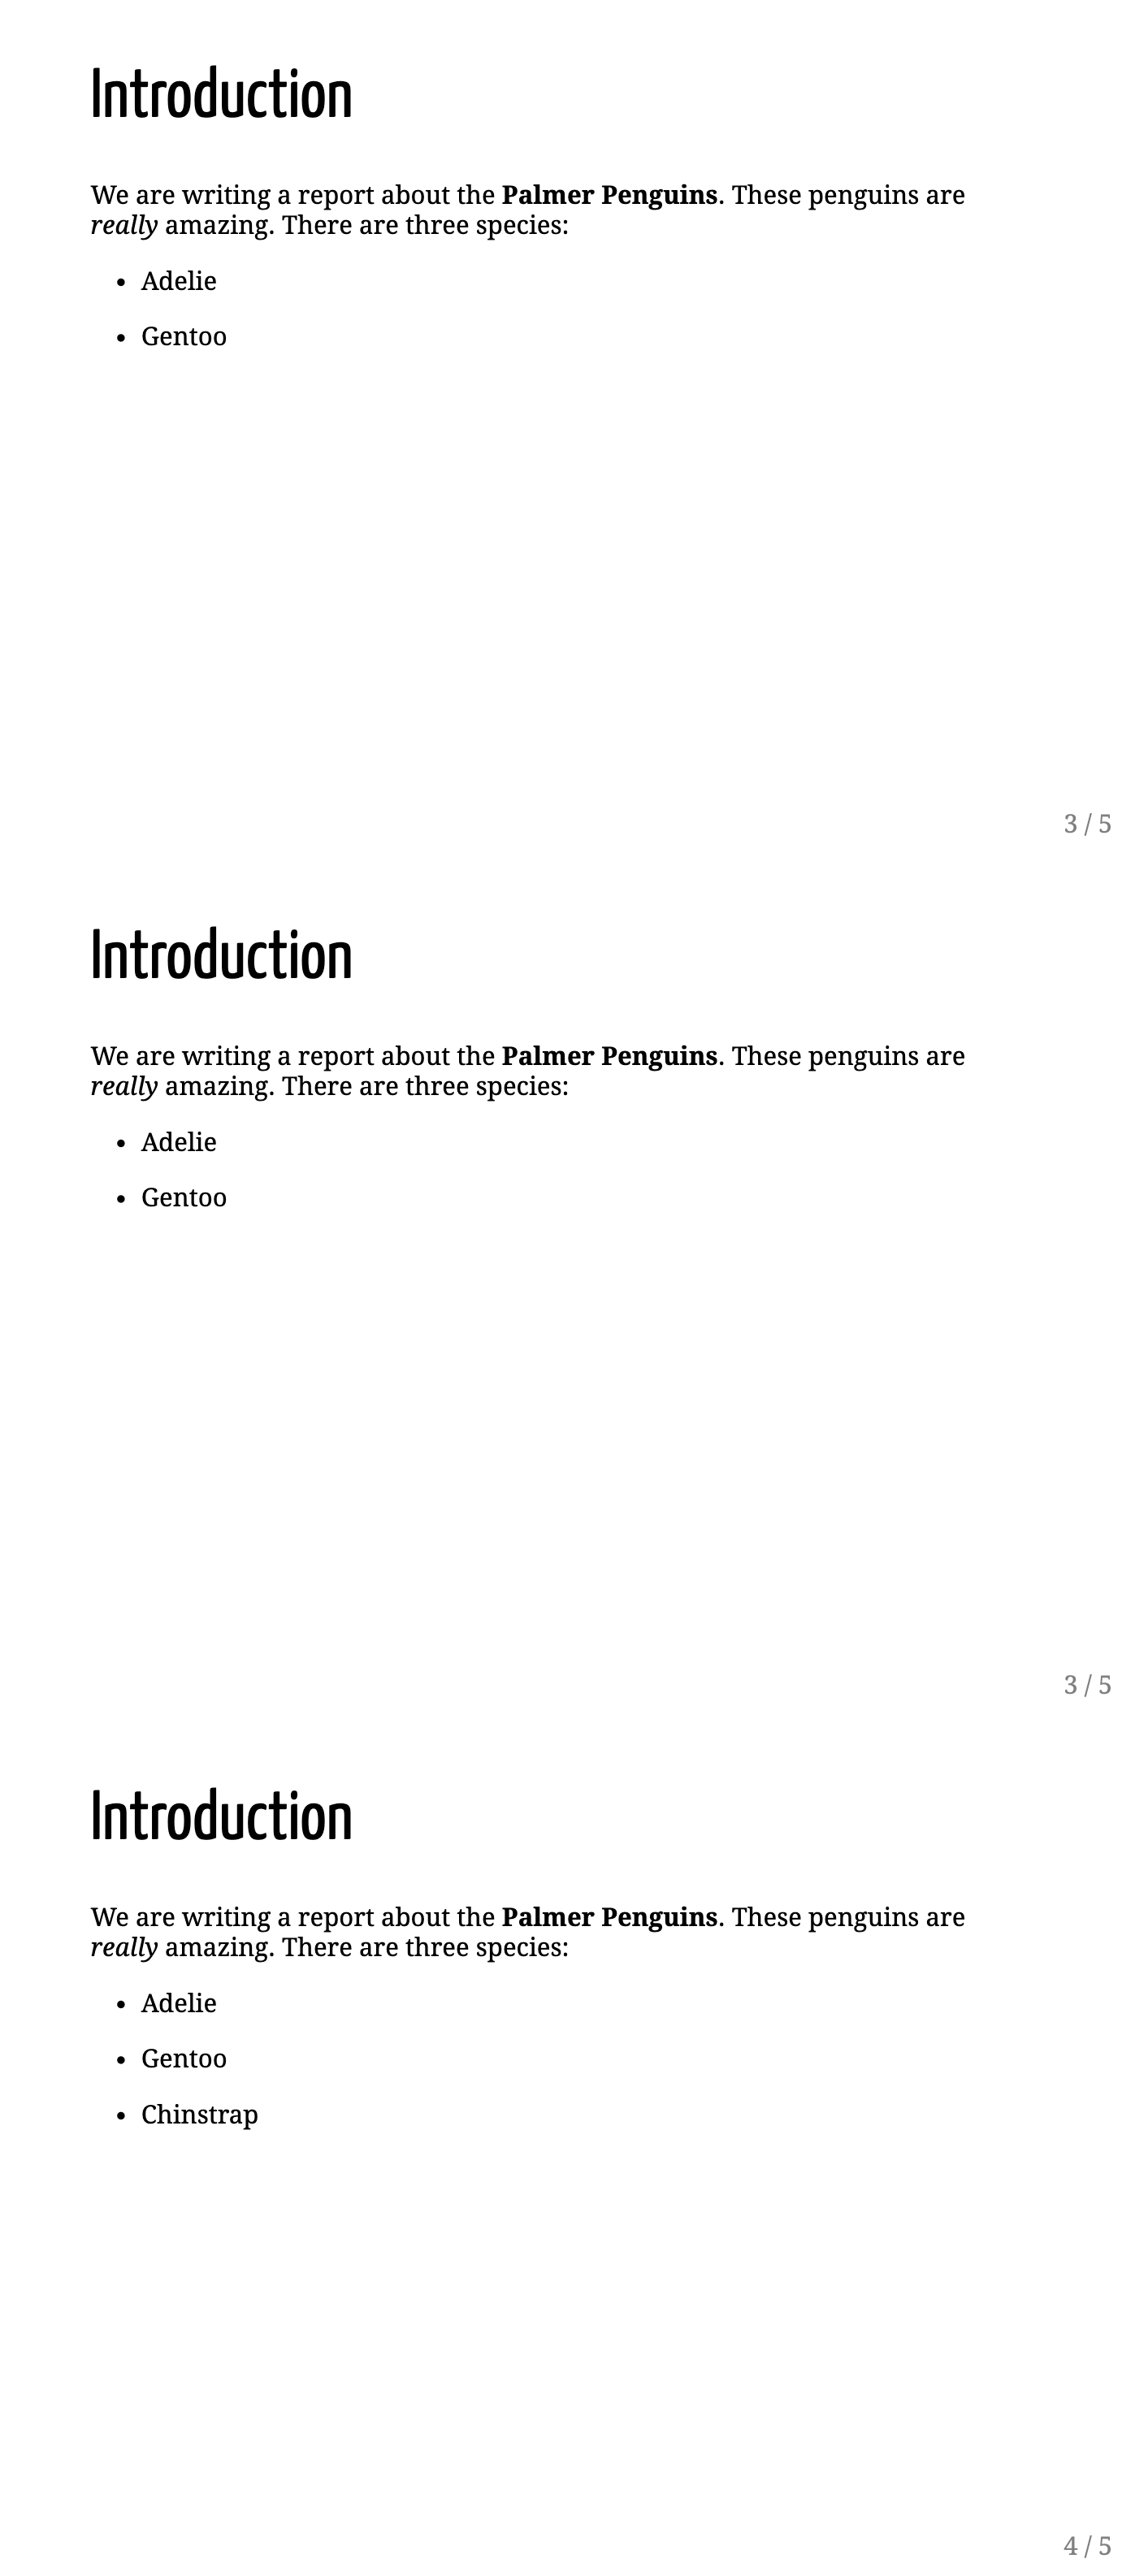 Introduction
We are writing a report about the Palmer Penguins. These penguins are
really amazing. There are three species:
• Adelie
• Gentoo
3 / 5
Introduction
We are writing a report about the Palmer Penguins. These penguins are
really amazing. There are three species:
• Adelie
• Gentoo
3 / 5
Introduction
We are writing a report about the Palmer Penguins. These penguins are
really amazing. There are three species:
• Adelie
• Gentoo
• Chinstrap
4 / 5